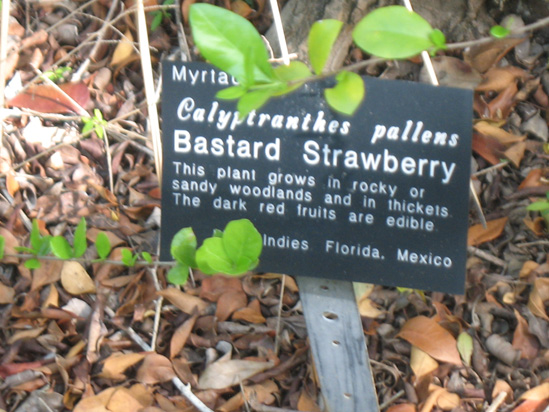 Calyptranthes pallens
Bastard Strawberry
This plant grows in rocky or
sandy woodlands and in thickets.
The dark red fruits are edible.
Indies Florida, Mexico